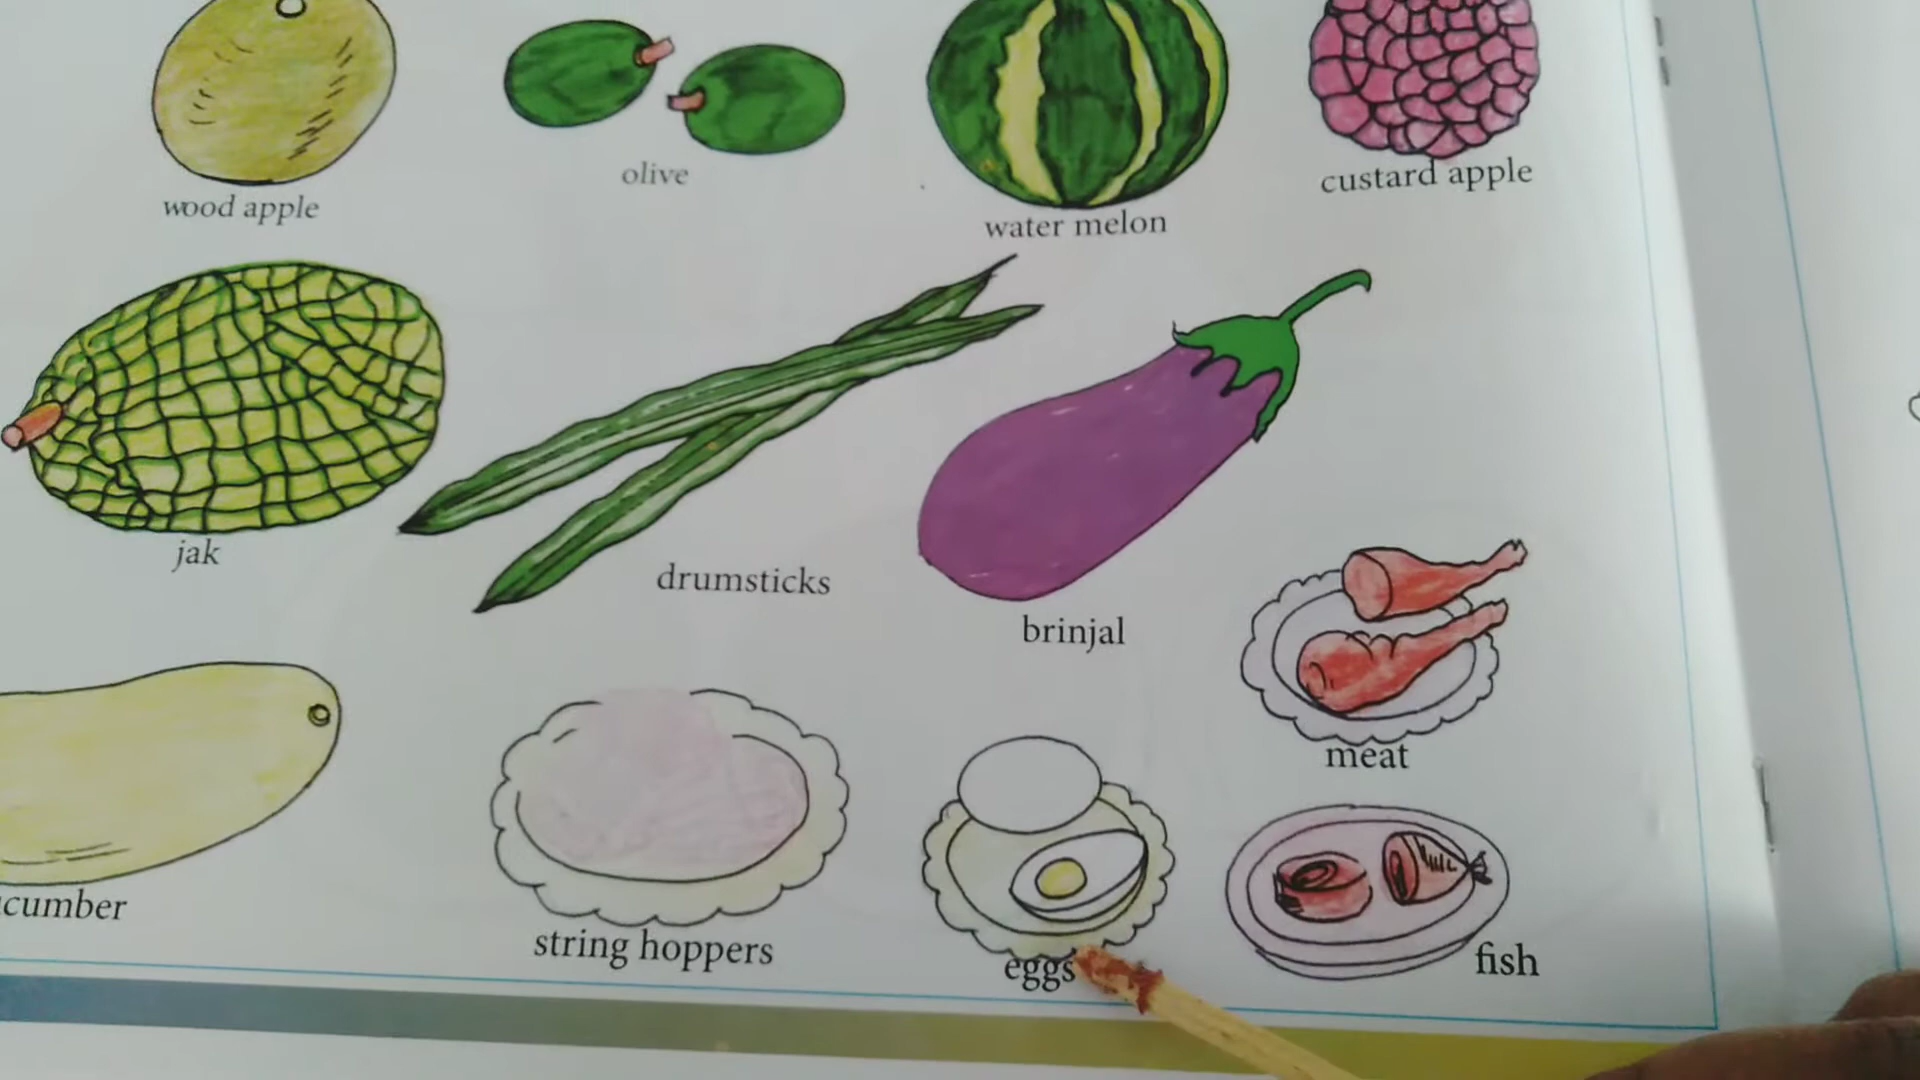 wood apple
olive
water melon
custard apple
jak
drumsticks
brinjal
meat
cumber
string hoppers
eggs
fish